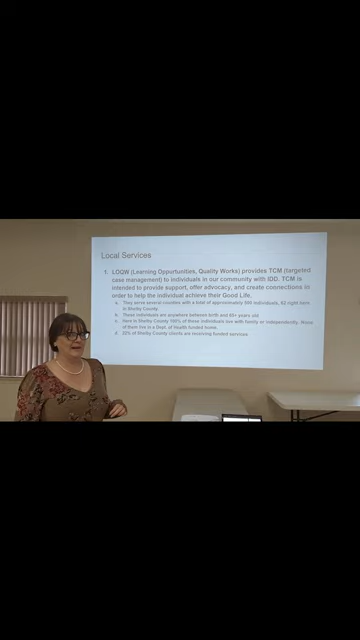 Local Services
1. LOQW (Learning Opportunities, Quality Works) provides TCM (targeted
case management) to individuals in our community with IDD. TCM is
intended to provide support, offer advocacy, and create connections in
order to help the individual achieve their Good Life.
a. They serve several counties with a total of approximately individuals, 62 right here
in Shelby County.
b. These individuals are anywhere between birth and years old
c. Here in Shelby County 100% of those individuals live with family or independently. None
of them live in a Dept. of Health funded home.
d. of Shelby County clients are receiving funded services